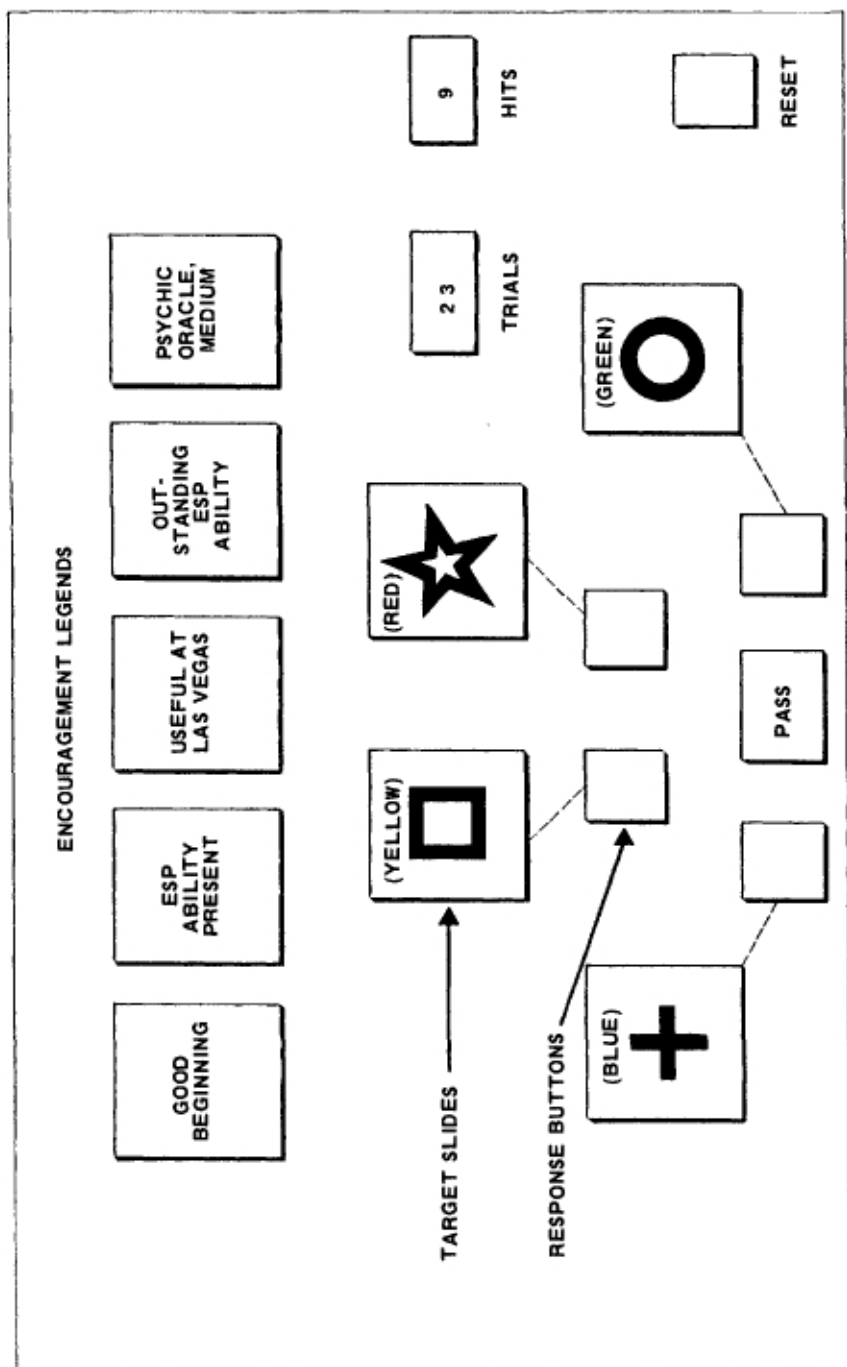 ENCOURAGEMENT LEGENDS
GOOD
BEGINNING
ESP
ABILITY
PRESENT
USEFUL AT
LAS VEGAS
OUT-
STANDING
ESP
ABILITY
PSYCHIC
ORACLE,
MEDIUM
TARGET SLIDES
(YELLOW)
(RED)
2 3
TRIALS
9
HITS
RESPONSE BUTTONS
(BLUE)
(GREEN)
PASS
RESET